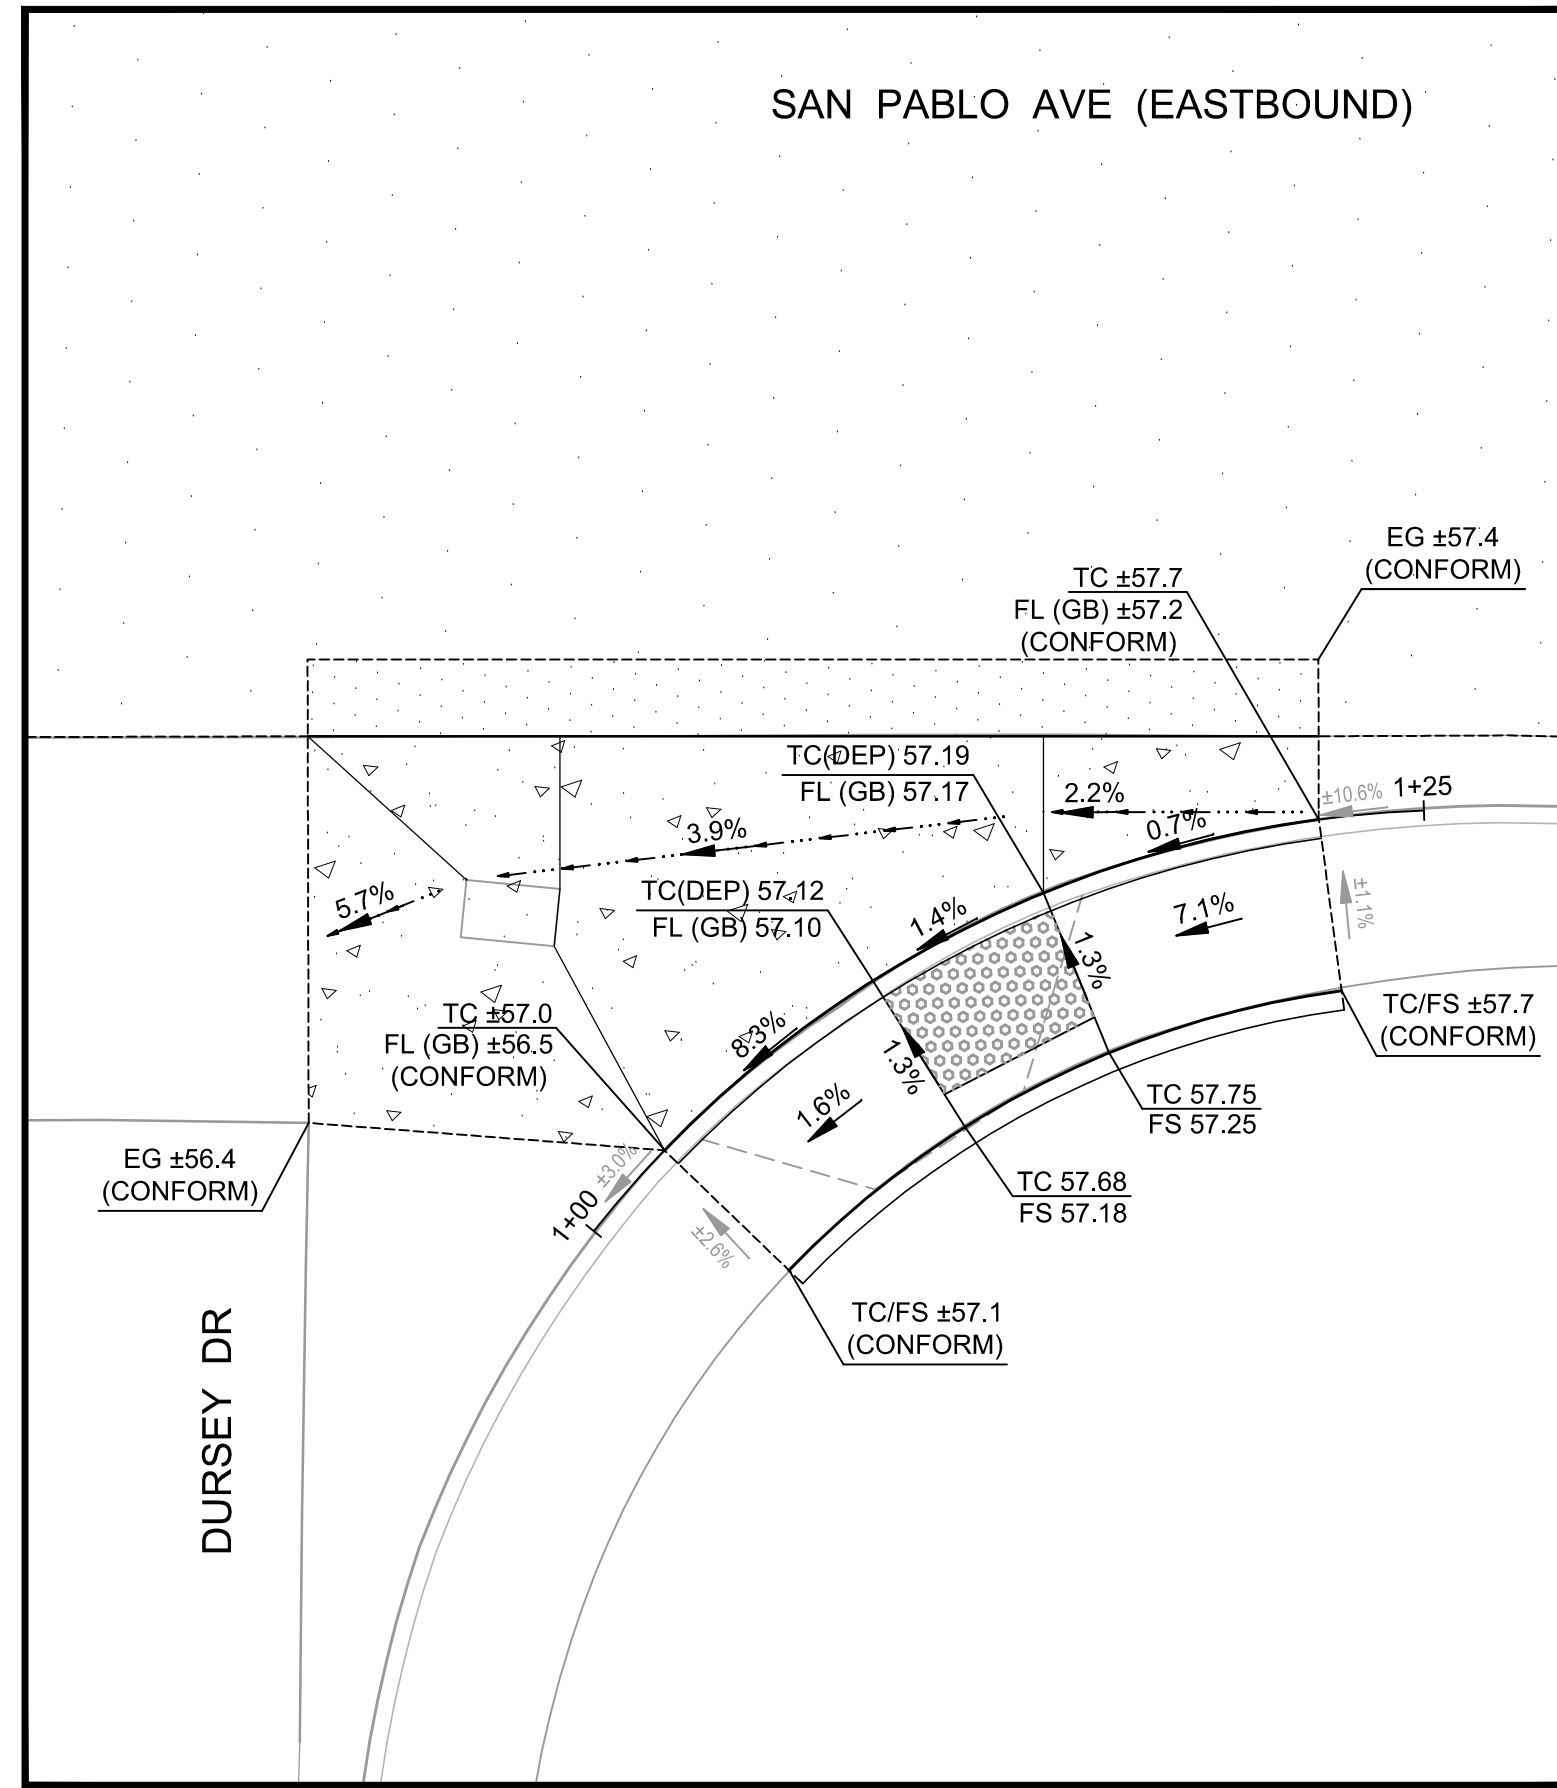 SAN PABLO AVE (EASTBOUND)
EG ±57.4
(CONFORM)
TC ±57.7
FL (GB) ±57.2
(CONFORM)
TC(DEP) 57.19
FL (GB) 57.17
2.2%
±10.6%
1+25
0.7%
3.9%
TC(DEP) 57.12
FL (GB) 57.10
5.7%
1.4%
7.1%
±1.1%
1.3%
TC ±57.0
FL (GB) ±56.5
(CONFORM)
8.3%
1.3%
TC/FS ±57.7
(CONFORM)
1.6%
TC 57.75
FS 57.25
EG ±56.4
(CONFORM)
±3.0%
1+00
±2.6%
TC 57.68
FS 57.18
TC/FS ±57.1
(CONFORM)
DURSEY DR